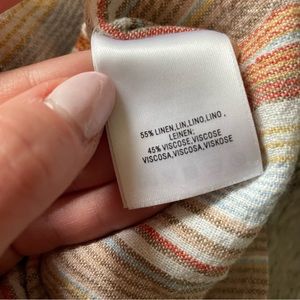 55% LINEN,LIN,LINO,LINO,
LEINEN;
45% VISCOSE,VISCOSE
VISCOSA,VISCOSA,VISKOSE